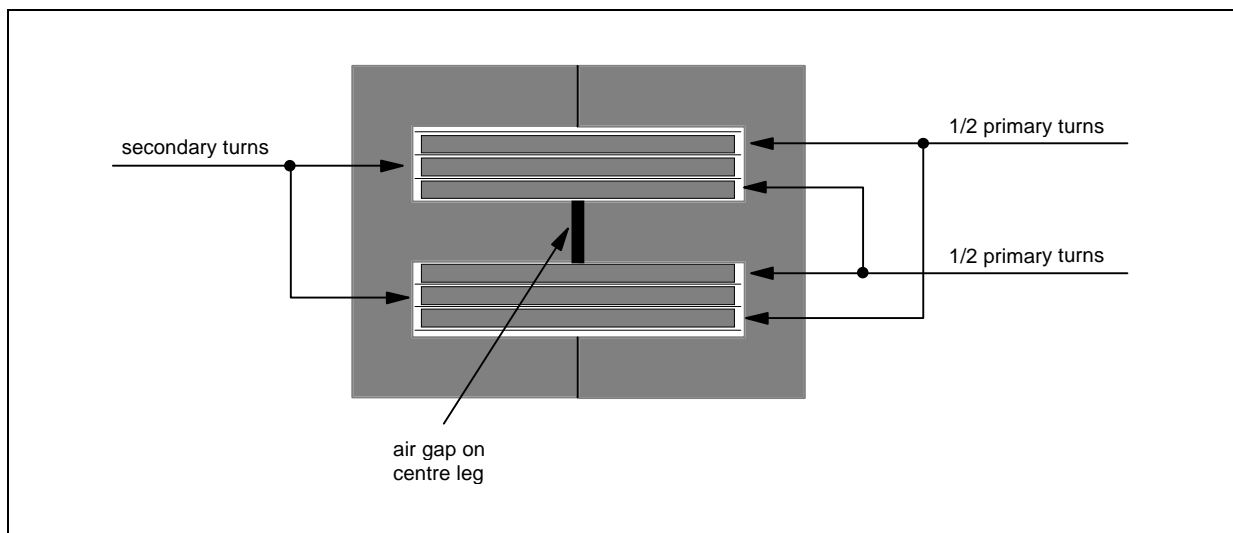 1/2 primary turns
secondary turns
1/2 primary turns
air gap on
centre leg